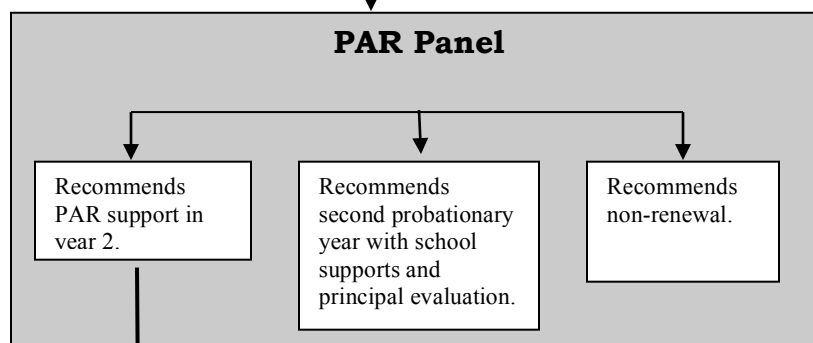 PAR Panel
Recommends
PAR support in
year 2.
Recommends
second probationary
year with school
supports and
principal evaluation.
Recommends
non-renewal.